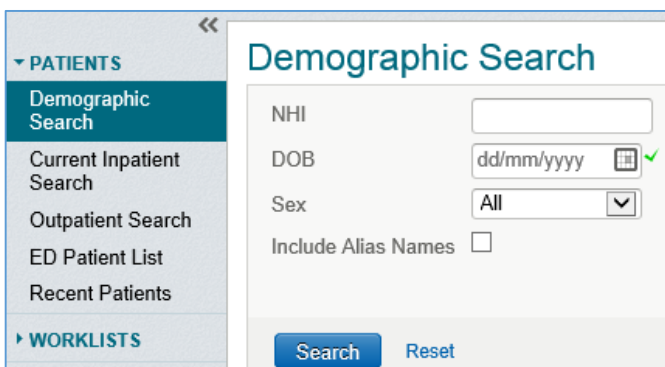 PATIENTS
Demographic
Search
Current Inpatient
Search
Outpatient Search
ED Patient List
Recent Patients
WORKLISTS
Demographic Search
NHI
DOB dd/mm/yyyy
Sex All
Include Alias Names
Search Reset